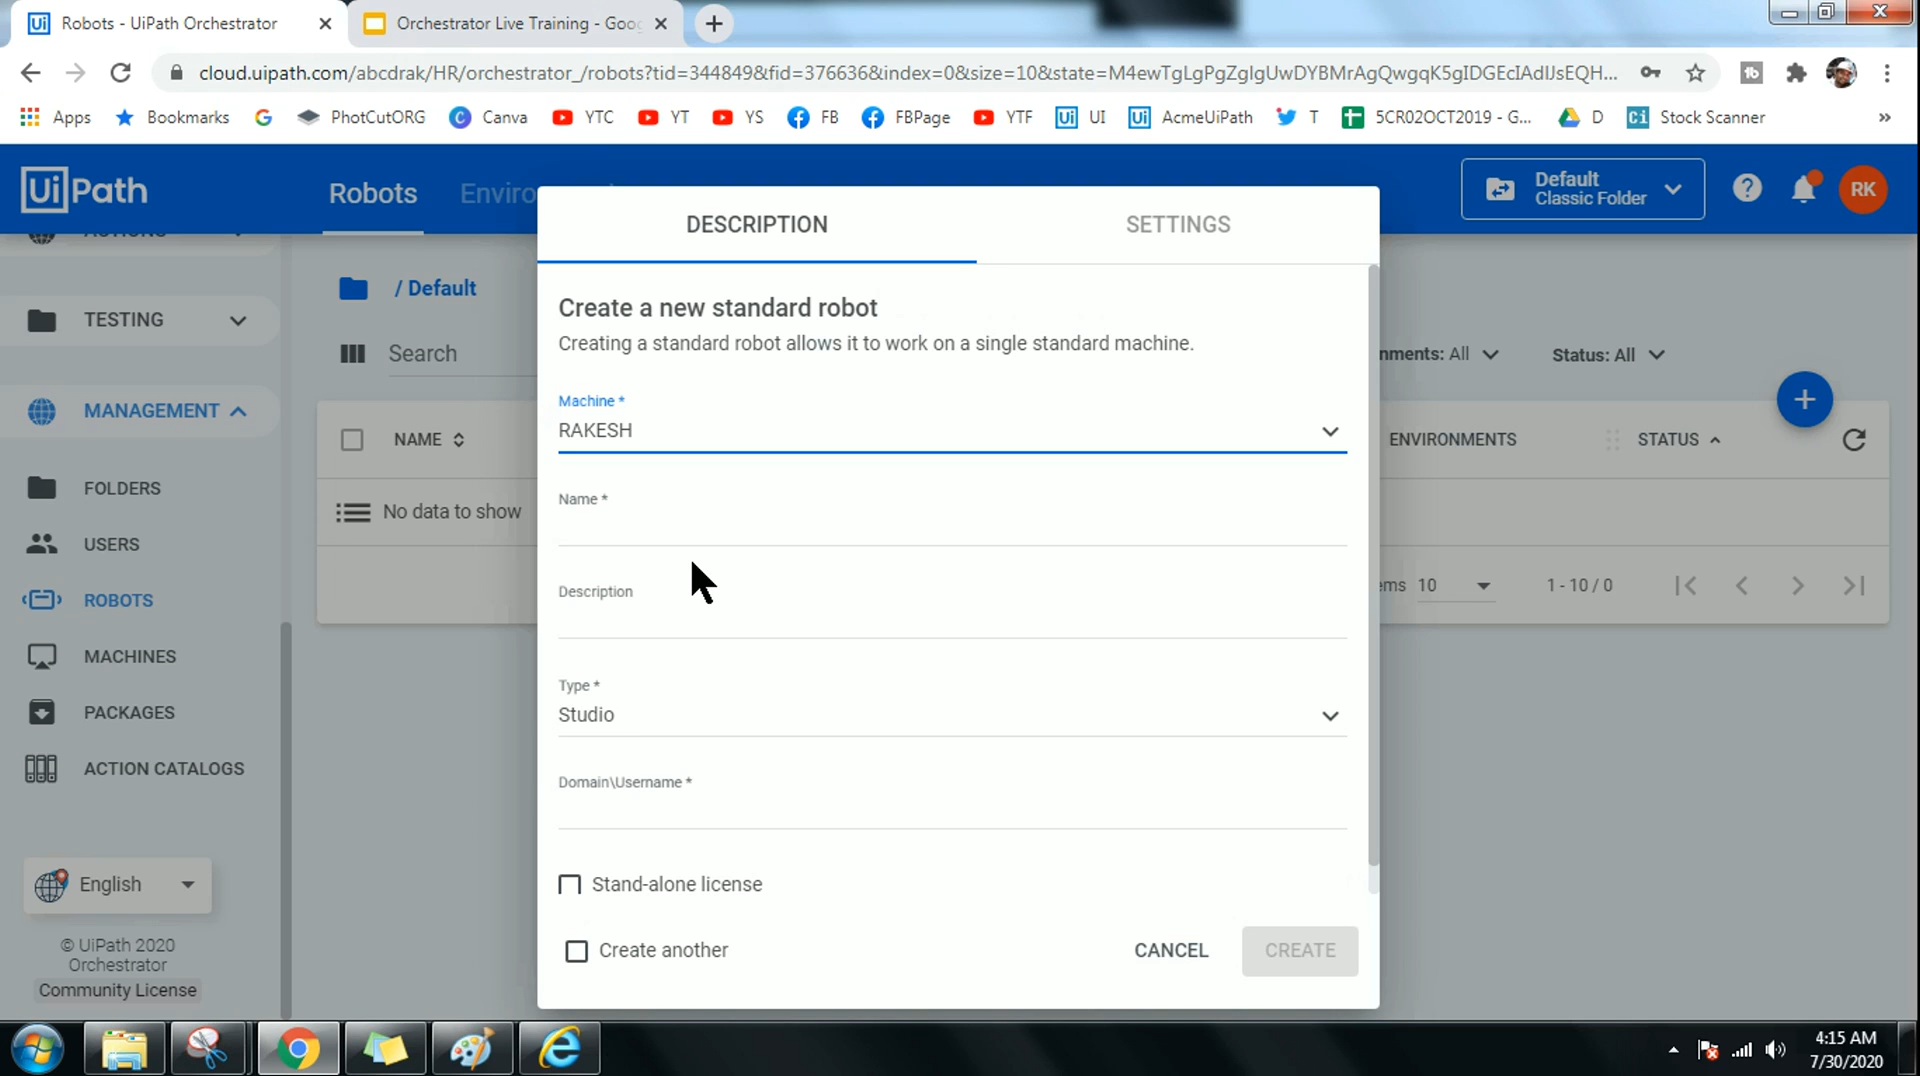 Robots - UiPath Orchestrator
Orchestrator Live Training - Goo
cloud.uipath.com/abcdrak/HR/orchestrator_/robots?tid=344849&fid=376636&index=0&size=10&state=M4ewTgLgPgZglgUwDYBMrAgQwgqK5gIDGEcIAdIJsEQH...
Apps
Bookmarks
PhotCutORG
Canva
YTC
YT
YS
FB
FBPage
YTF
UI
AcmeUiPath
T
5CR02OCT2019 - G...
D
Stock Scanner
»
UiPath
Robots
Enviro
Default
Classic Folder
RK
TESTING
MANAGEMENT
FOLDERS
USERS
ROBOTS
MACHINES
PACKAGES
ACTION CATALOGS
English
© UiPath 2020
Orchestrator
Community License
/ Default
Search
nments: All
Status: All
NAME
ENVIRONMENTS
STATUS
No data to show
ems 10
1 - 10 / 0
DESCRIPTION
SETTINGS
Create a new standard robot
Creating a standard robot allows it to work on a single standard machine.
Machine *
RAKESH
Name *
Description
Type *
Studio
Domain\Username *
Stand-alone license
Create another
CANCEL
CREATE
4:15 AM
7/30/2020